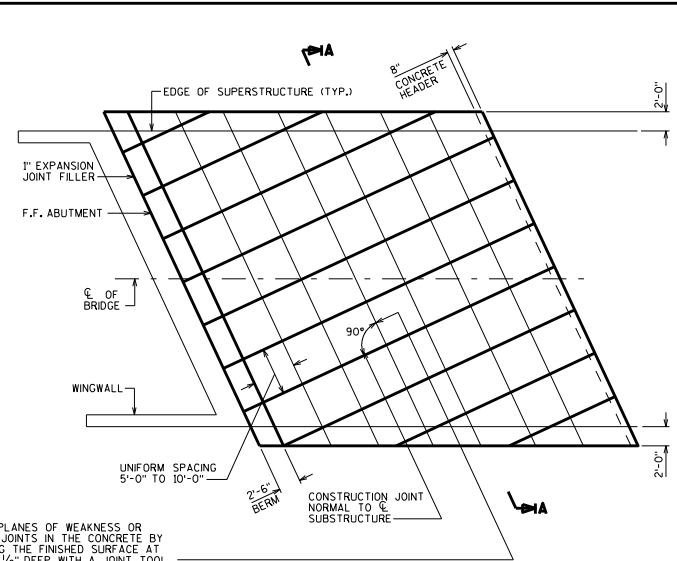 A
8"
CONCRETE
HEADER
2'-0"
EDGE OF SUPERSTRUCTURE (TYP.)
1" EXPANSION
JOINT FILLER
F.F. ABUTMENT
℄ OF
BRIDGE
90°
WINGWALL
UNIFORM SPACING
5'-0" TO 10'-0"
2'-6"
BERM
CONSTRUCTION JOINT
NORMAL TO ℄
SUBSTRUCTURE
A
2'-0"
PLANES OF WEAKNESS OR
JOINTS IN THE CONCRETE BY
THE FINISHED SURFACE AT
DEEP WITH A JOINT TOOL